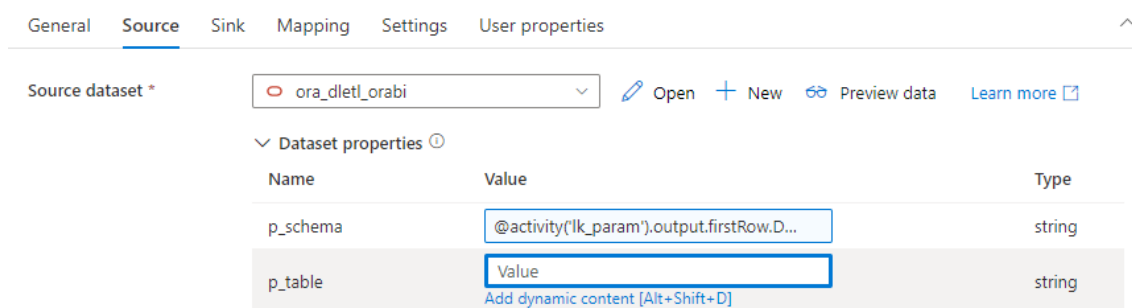 General Source Sink Mapping Settings User properties
Source dataset * ora_dletl_orabi Open New Preview data Learn more
Dataset properties
Name Value Type
p_schema @activity('lk_param').output.firstRow.D... string
p_table Value string
Add dynamic content [Alt+Shift+D]